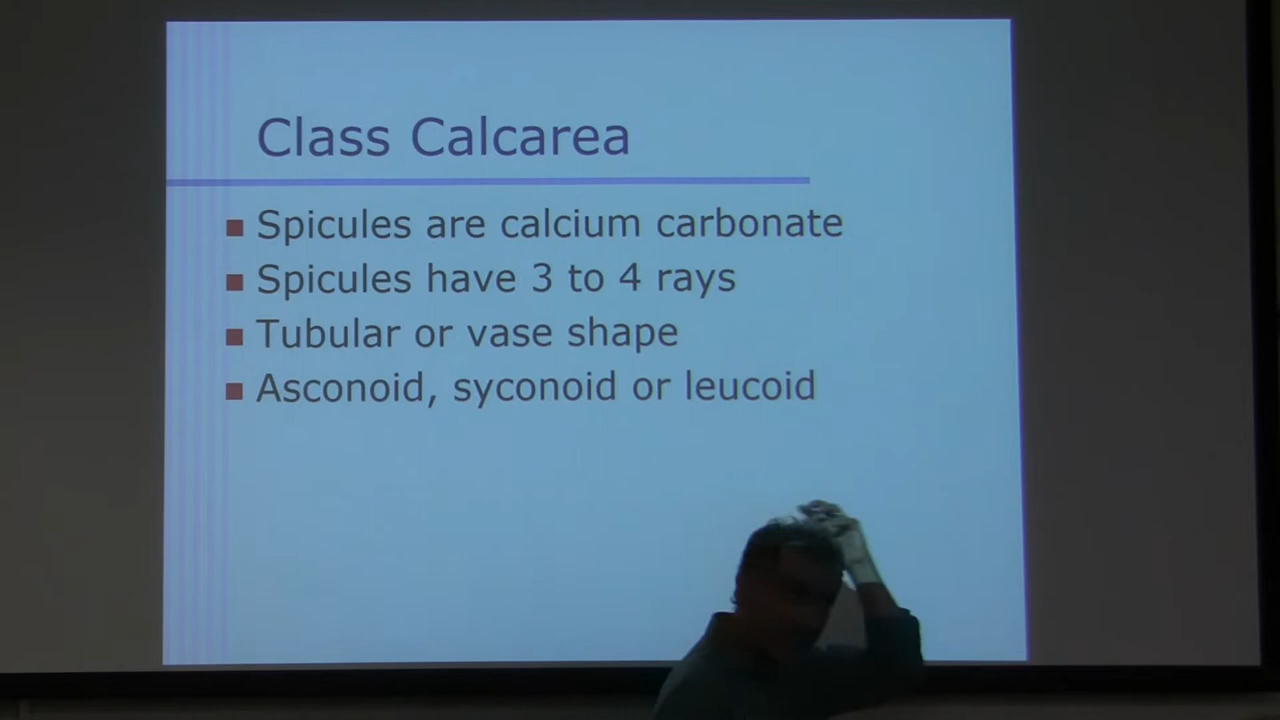 Class Calcarea
Spicules are calcium carbonate
Spicules have 3 to 4 rays
Tubular or vase shape
Asconoid, syconoid or leucoid